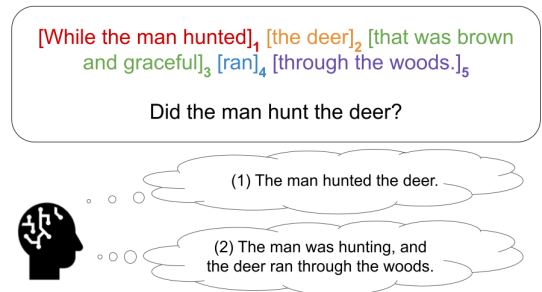 [While the man hunted]1 [the deer]2 [that was brown
and graceful]3 [ran]4 [through the woods.]5
Did the man hunt the deer?
(1) The man hunted the deer.
(2) The man was hunting, and
the deer ran through the woods.